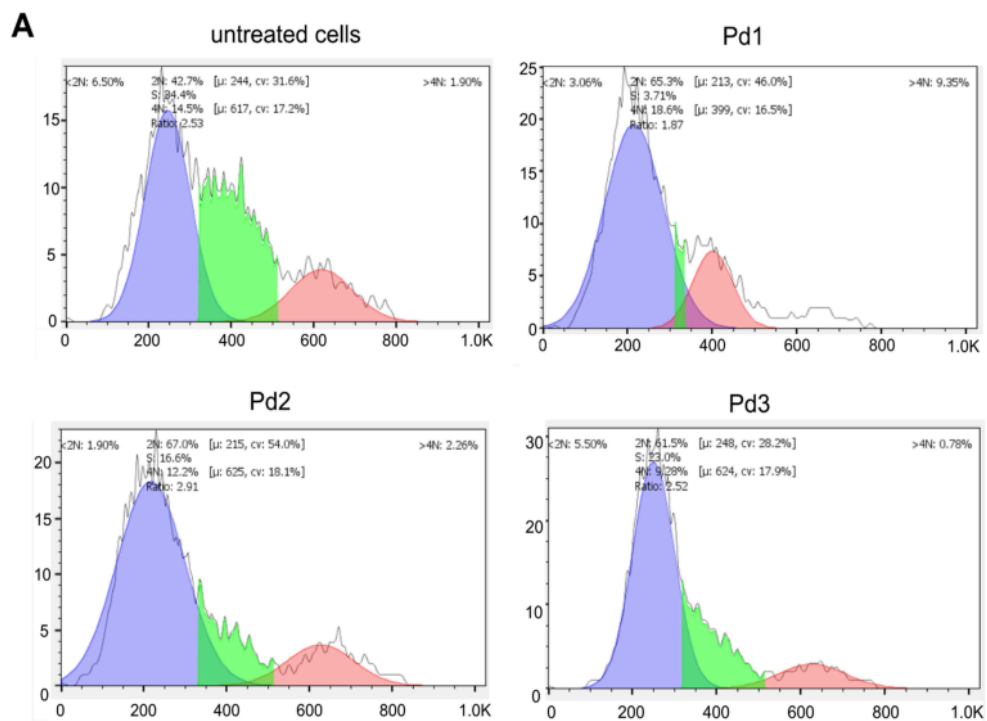 A
untreated cells
<2N: 6.50%
2N: 42.7% [µ: 244, cv: 31.6%]
>4N: 1.90%
S: 34.4%
4N: 14.5% [µ: 617, cv: 17.2%]
Ratio: 2.53
15
10
5
0
0 200 400 600 800 1.0K
Pd1
<2N: 3.06%
2N: 65.3% [µ: 213, cv: 46.0%]
>4N: 9.35%
S: 3.71%
4N: 18.6% [µ: 399, cv: 16.5%]
Ratio: 1.87
25
20
15
10
5
0
0 200 400 600 800 1.0K
Pd2
<2N: 1.90%
2N: 67.0% [µ: 215, cv: 54.0%]
>4N: 2.26%
S: 16.6%
4N: 12.2% [µ: 625, cv: 18.1%]
Ratio: 2.91
20
15
10
5
0
0 200 400 600 800 1.0K
Pd3
<2N: 5.50%
2N: 61.5% [µ: 248, cv: 28.2%]
>4N: 0.78%
S: 23.0%
4N: 9.28% [µ: 624, cv: 17.9%]
Ratio: 2.52
30
20
10
0
0 200 400 600 800 1.0K